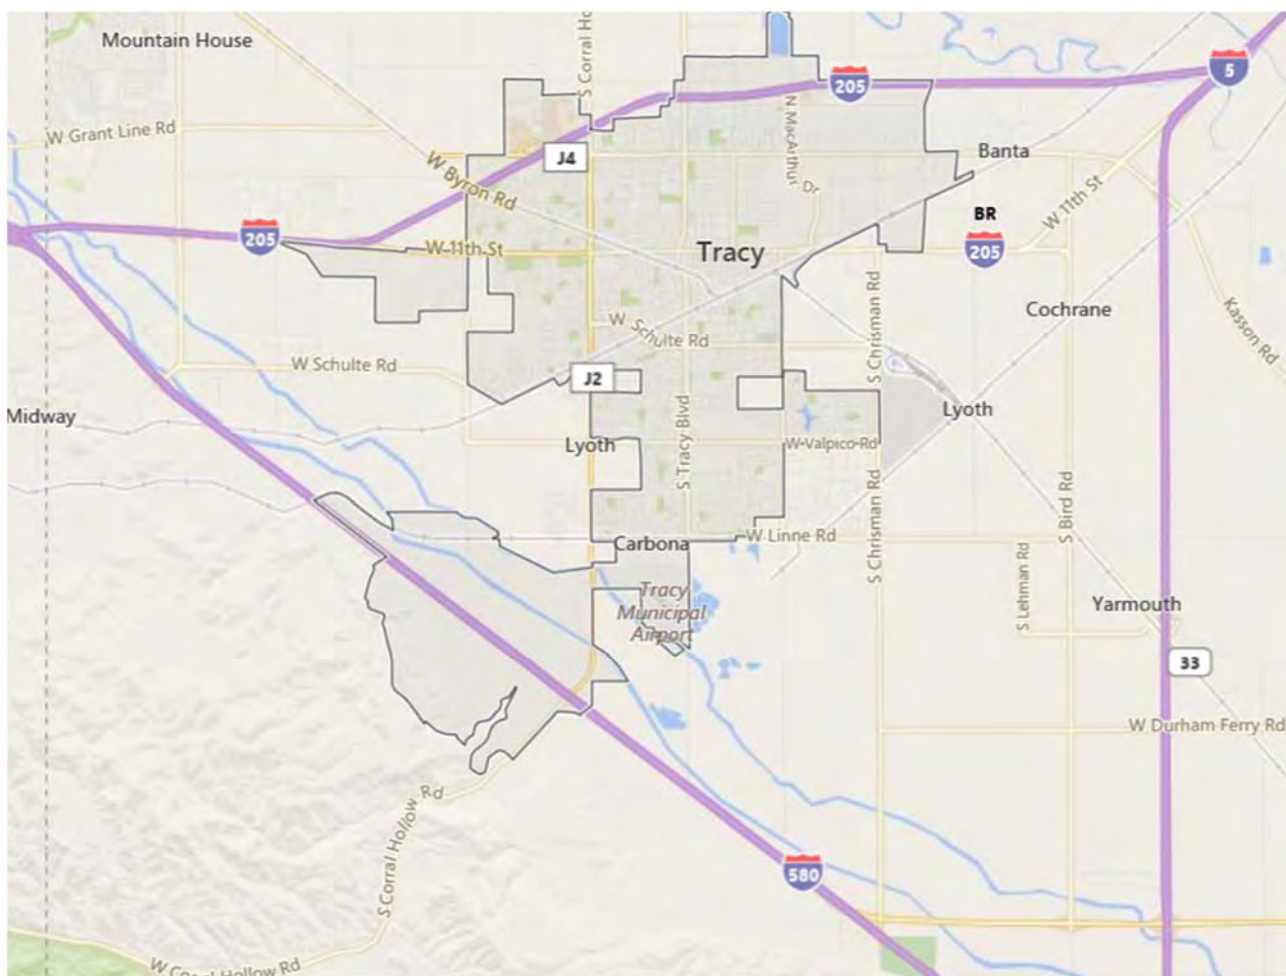 Mountain House
S Corral Ho
205
5
W Grant Line Rd
N MacArthur
Dr
J4
Banta
W Byron Rd
W 11th St
BR
205
205
W 11th St
Tracy
Kasson Rd
Cochrane
W Schulte Rd
S Chrisman Rd
W Schulte Rd
J2
Midway
Lyoth
Lyoth
S Tracy Blvd
W Valpico Rd
S Chrisman Rd
S Bird Rd
Carbona
W Linne Rd
S Lehman Rd
Tracy
Municipal
Airport
Yarmouth
33
W Durham Ferry Rd
S Corral Hollow Rd
580
W Corral Hollow Rd